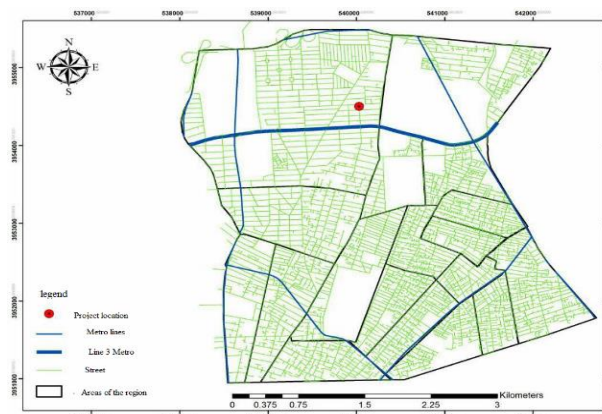 537000 538000 539000 540000 541000 542000
N
W E
S
3955000
3954000
3953000
3952000
3951000
legend
Project location
Metro lines
Line 3 Metro
Street
Areas of the region
Kilometers
0 0.375 0.75 1.5 2.25 3